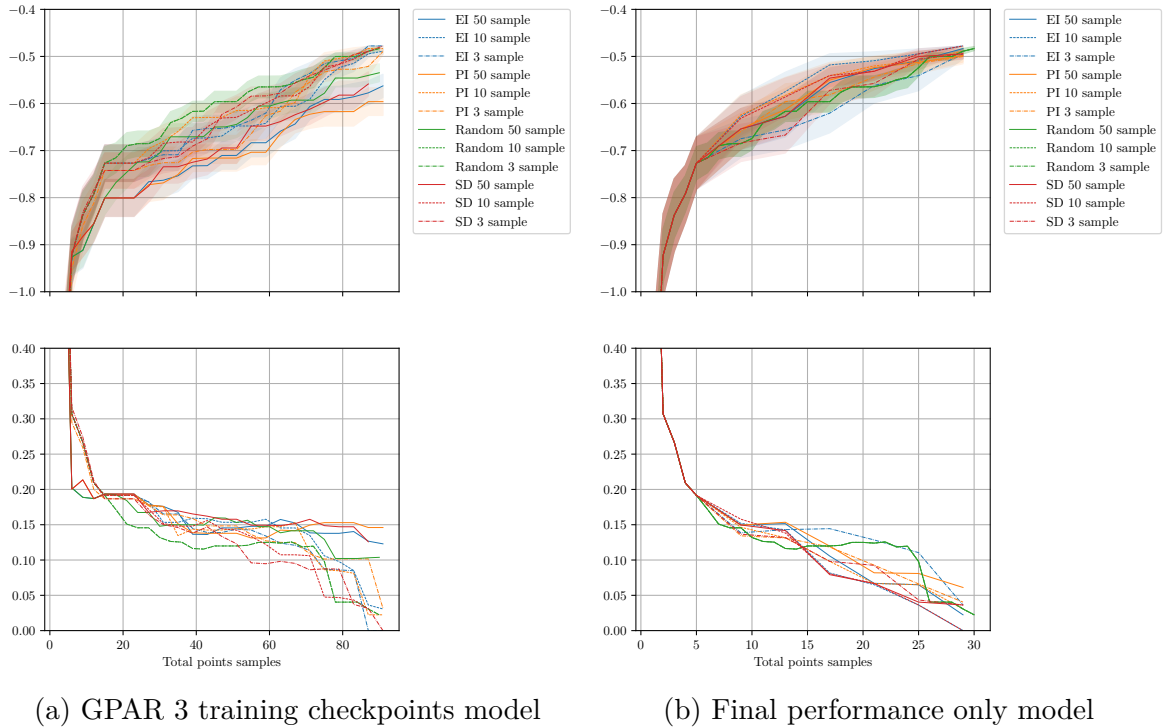 −0.4
−0.5
−0.6
−0.7
−0.8
−0.9
−1.0
EI 50 sample
EI 10 sample
EI 3 sample
PI 50 sample
PI 10 sample
PI 3 sample
Random 50 sample
Random 10 sample
Random 3 sample
SD 50 sample
SD 10 sample
SD 3 sample
0.40
0.35
0.30
0.25
0.20
0.15
0.10
0.05
0.00
0 20 40 60 80
Total points samples
(a) GPAR 3 training checkpoints model
−0.4
−0.5
−0.6
−0.7
−0.8
−0.9
−1.0
EI 50 sample
EI 10 sample
EI 3 sample
PI 50 sample
PI 10 sample
PI 3 sample
Random 50 sample
Random 10 sample
Random 3 sample
SD 50 sample
SD 10 sample
SD 3 sample
0.40
0.35
0.30
0.25
0.20
0.15
0.10
0.05
0.00
0 5 10 15 20 25 30
Total points samples
(b) Final performance only model